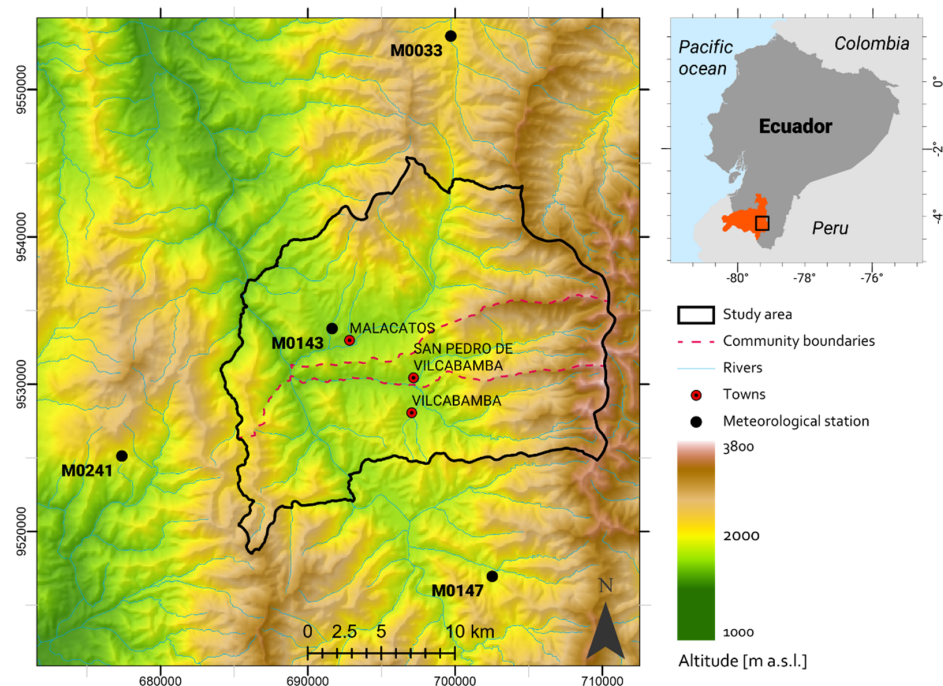 M0033
M0143
MALACATOS
SAN PEDRO DE
VILCABAMBA
VILCABAMBA
M0241
M0147
N
0 2.5 5 10 km
9550000
9540000
9530000
9520000
680000 690000 700000 710000
Pacific
ocean
Colombia
Ecuador
Peru
0°
-2°
-4°
-80° -78° -76°
Study area
Community boundaries
Rivers
Towns
Meteorological station
3800
2000
1000
Altitude [m a.s.l.]